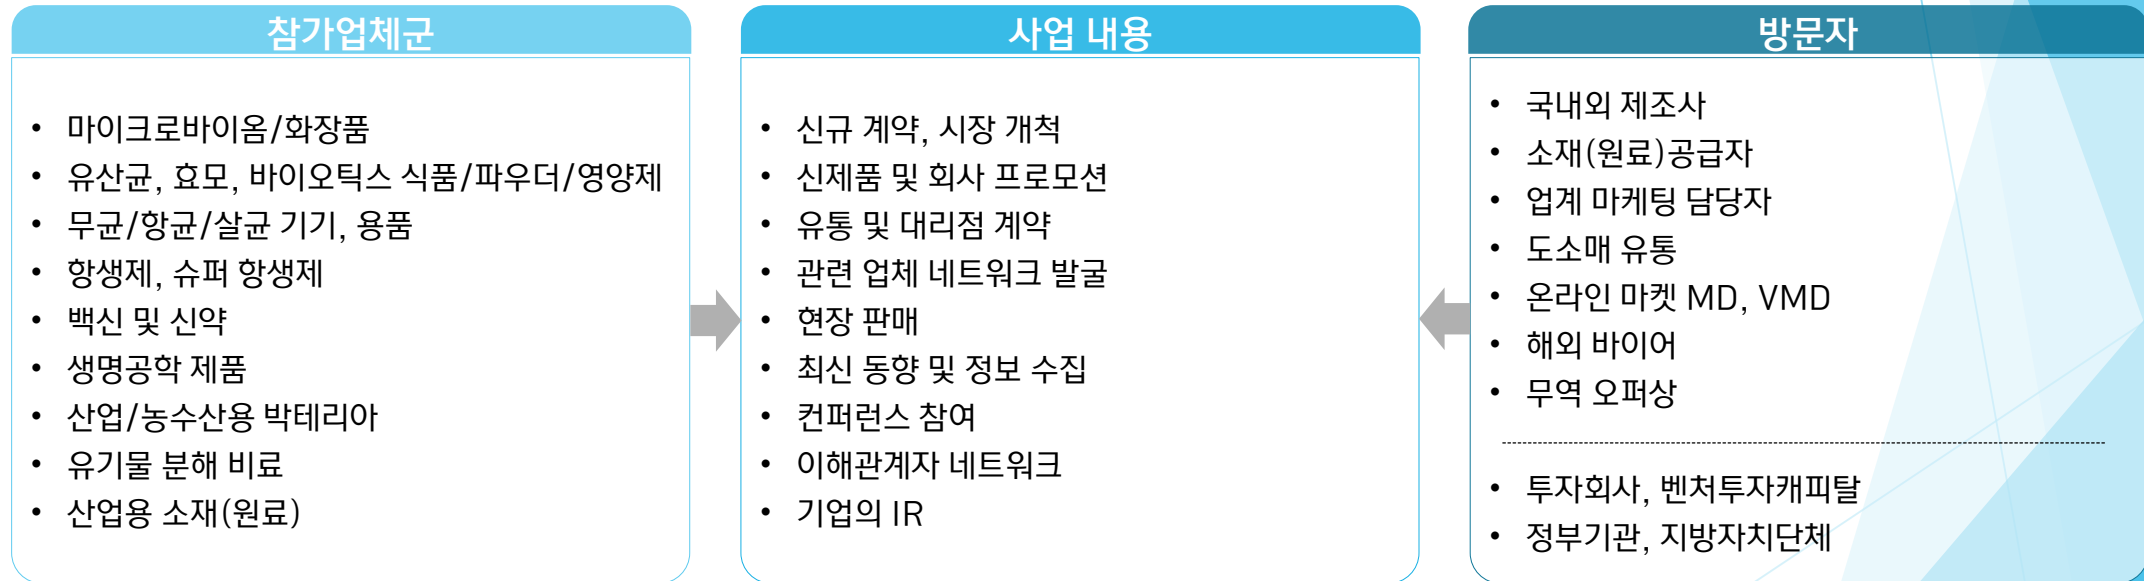 참가업체군
• 마이크로바이옴/화장품
• 유산균, 효모, 바이오틱스 식품/파우더/영양제
• 무균/항균/살균 기기, 용품
• 항생제, 슈퍼 항생제
• 백신 및 신약
• 생명공학 제품
• 산업/농수산용 박테리아
• 유기물 분해 비료
• 산업용 소재(원료)
사업 내용
• 신규 계약, 시장 개척
• 신제품 및 회사 프로모션
• 유통 및 대리점 계약
• 관련 업체 네트워크 발굴
• 현장 판매
• 최신 동향 및 정보 수집
• 컨퍼런스 참여
• 이해관계자 네트워크
• 기업의 IR
방문자
• 국내외 제조사
• 소재(원료)공급자
• 업계 마케팅 담당자
• 도소매 유통
• 온라인 마켓 MD, VMD
• 해외 바이어
• 무역 오퍼상
• 투자회사, 벤처투자캐피탈
• 정부기관, 지방자치단체